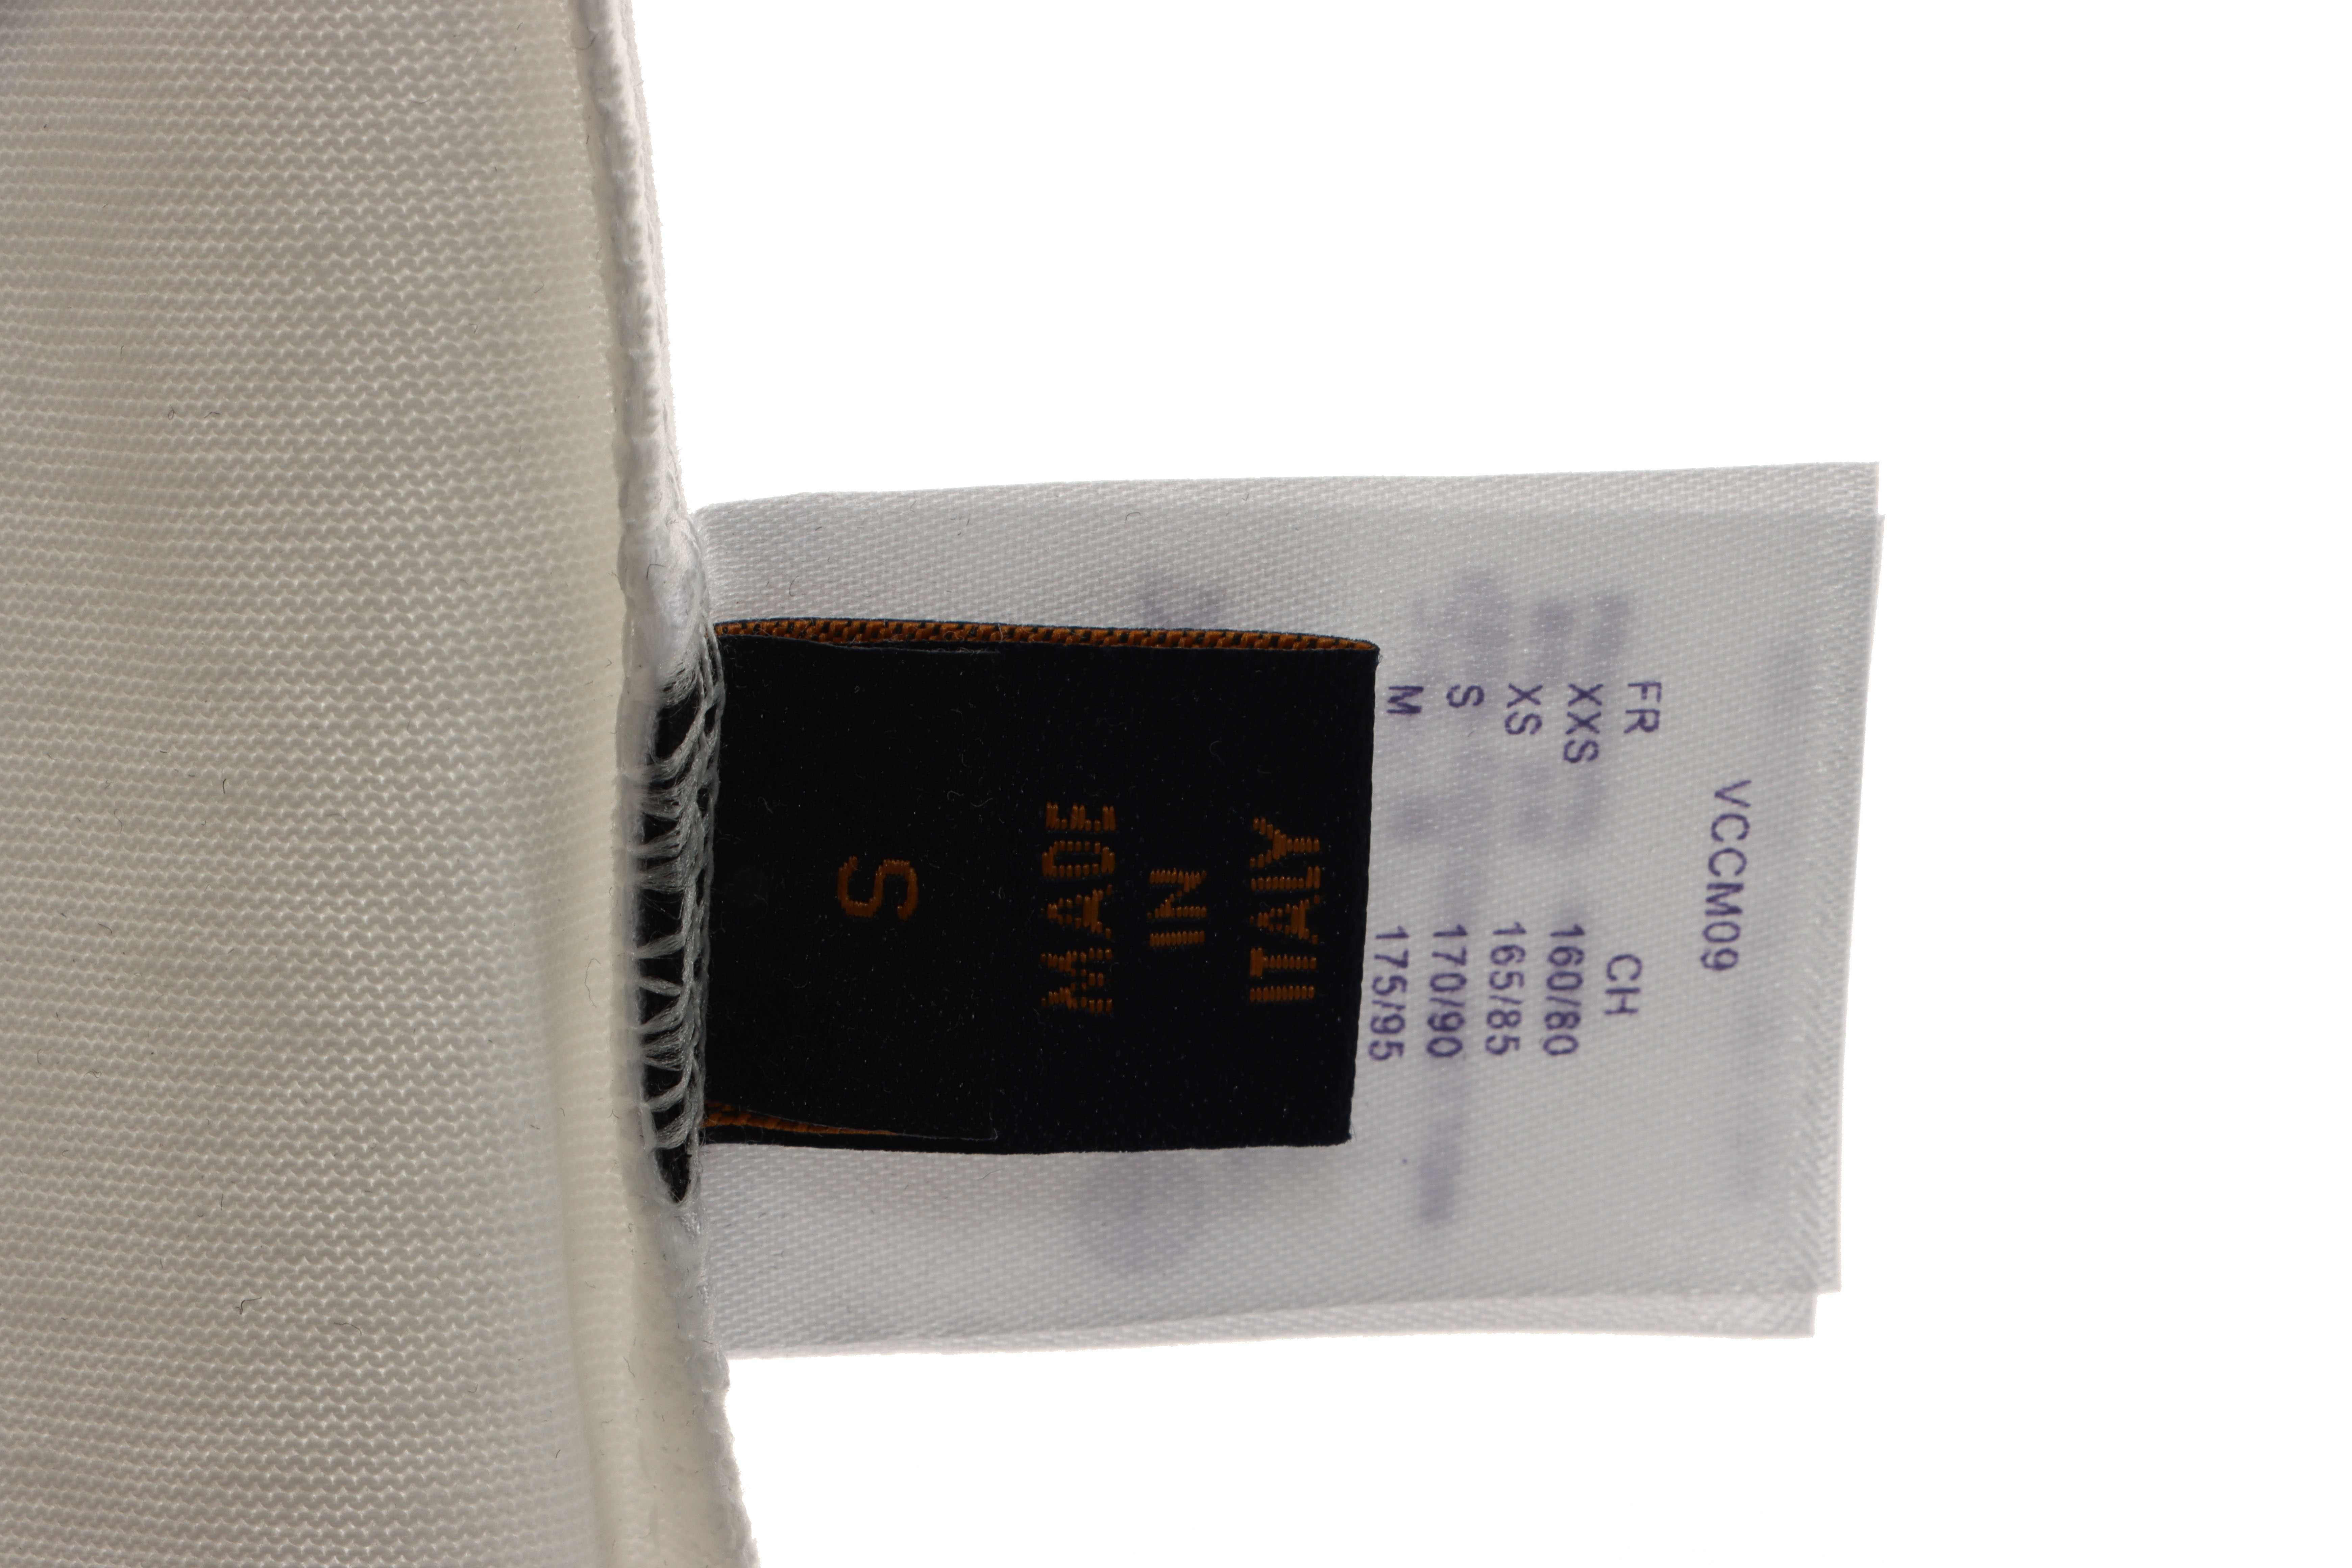 S
MADE
IN
ITALY
VCCM09
FR CH
XXS 160/80
XS 165/85
S 170/90
M 175/95